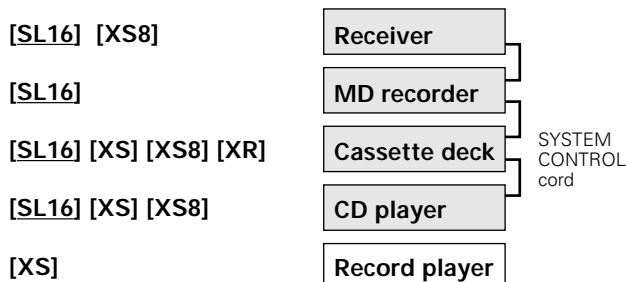 [SL16] [XS8] Receiver
[SL16] MD recorder
[SL16] [XS] [XS8] [XR] Cassette deck
SYSTEM
CONTROL
cord
[SL16] [XS] [XS8] CD player
[XS] Record player